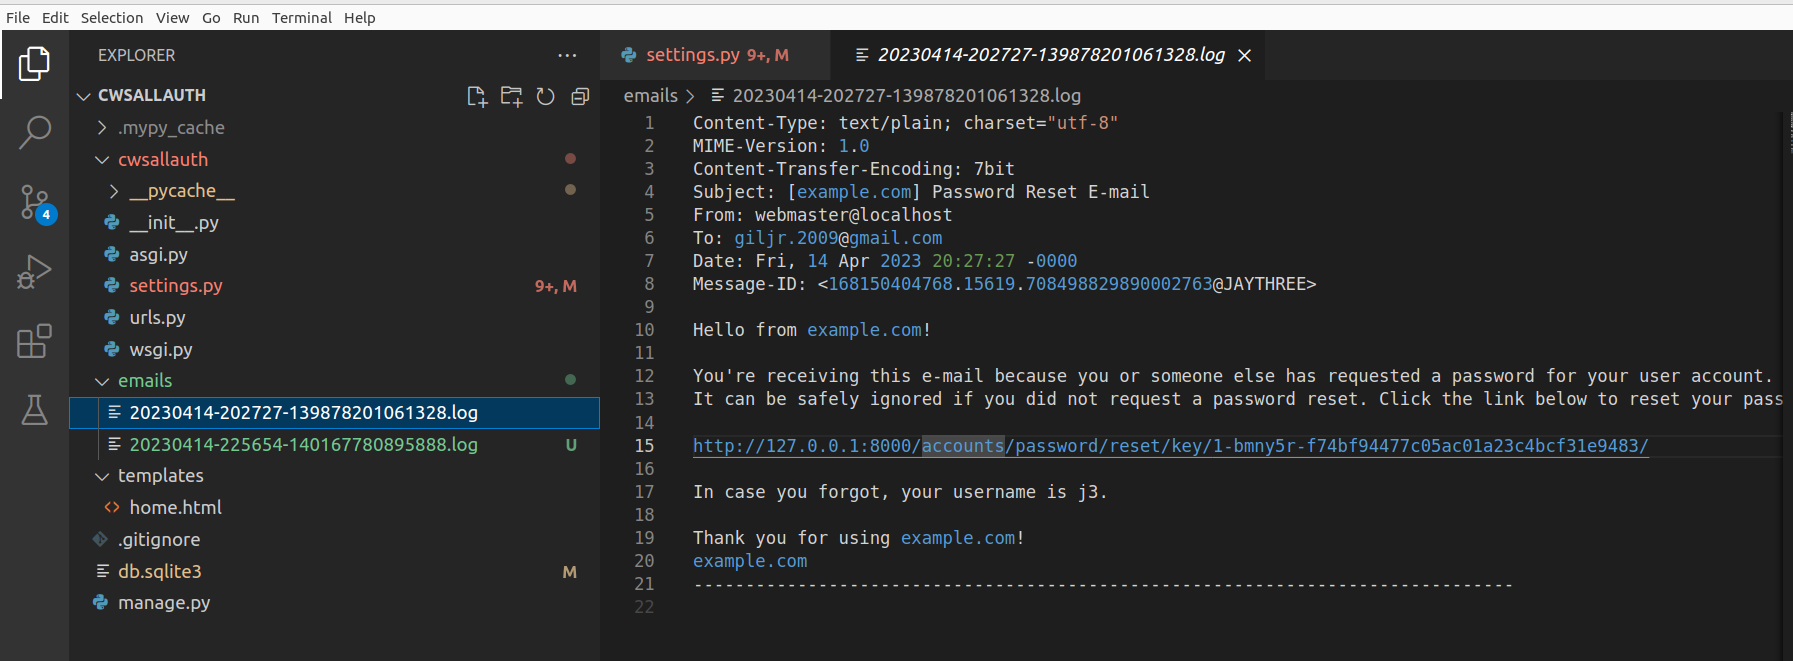 File Edit Selection View Go Run Terminal Help
EXPLORER ...
CWSALLAUTH
.mypy_cache
cwsallauth
__pycache__
__init__.py
asgi.py
settings.py 9+, M
urls.py
wsgi.py
emails
20230414-202727-139878201061328.log
20230414-225654-140167780895888.log U
templates
home.html
.gitignore
db.sqlite3 M
manage.py
4
settings.py 9+, M 20230414-202727-139878201061328.log
emails > 20230414-202727-139878201061328.log
1 Content-Type: text/plain; charset="utf-8"
2 MIME-Version: 1.0
3 Content-Transfer-Encoding: 7bit
4 Subject: [example.com] Password Reset E-mail
5 From: webmaster@localhost
6 To: giljr.2009@gmail.com
7 Date: Fri, 14 Apr 2023 20:27:27 -0000
8 Message-ID: <168150404768.15619.708498829890002763@JAYTHREE>
9
10 Hello from example.com!
11
12 You're receiving this e-mail because you or someone else has requested a password for your user account.
13 It can be safely ignored if you did not request a password reset. Click the link below to reset your pass
14
15 http://127.0.0.1:8000/accounts/password/reset/key/1-bmny5r-f74bf94477c05ac01a23c4bcf31e9483/
16
17 In case you forgot, your username is j3.
18
19 Thank you for using example.com!
20 example.com
21 -------------------------------------------------------------------------------
22